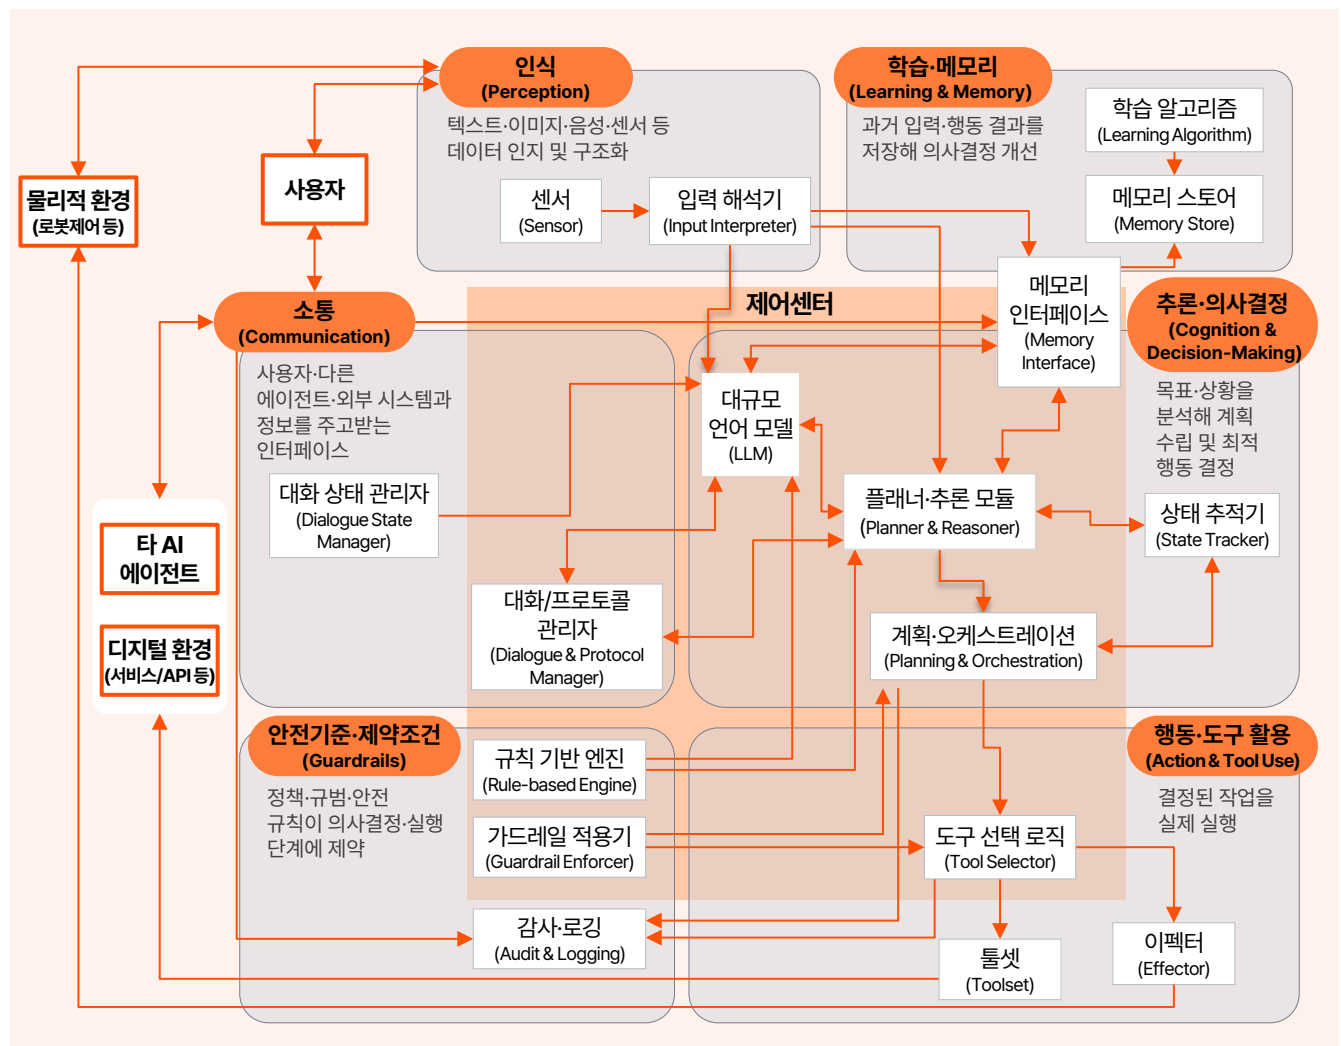 인식
(Perception)
텍스트·이미지·음성·센서 등
데이터 인지 및 구조화
센서
(Sensor)
입력 해석기
(Input Interpreter)
학습·메모리
(Learning & Memory)
과거 입력·행동 결과를
저장해 의사결정 개선
학습 알고리즘
(Learning Algorithm)
메모리 스토어
(Memory Store)
물리적 환경
(로봇제어 등)
사용자
제어센터
메모리
인터페이스
(Memory
Interface)
소통
(Communication)
사용자·다른
에이전트·외부 시스템과
정보를 주고받는
인터페이스
대화 상태 관리자
(Dialogue State
Manager)
대화/프로토콜
관리자
(Dialogue & Protocol
Manager)
추론·의사결정
(Cognition &
Decision-Making)
목표·상황을
분석해 계획
수립 및 최적
행동 결정
대규모
언어 모델
(LLM)
플래너·추론 모듈
(Planner & Reasoner)
상태 추적기
(State Tracker)
계획·오케스트레이션
(Planning & Orchestration)
타 AI
에이전트
디지털 환경
(서비스/API 등)
안전기준·제약조건
(Guardrails)
정책·규범·안전
규칙이 의사결정·실행
단계에 제약
규칙 기반 엔진
(Rule-based Engine)
가드레일 적용기
(Guardrail Enforcer)
감사·로깅
(Audit & Logging)
행동·도구 활용
(Action & Tool Use)
결정된 작업을
실제 실행
도구 선택 로직
(Tool Selector)
툴셋
(Toolset)
이펙터
(Effector)